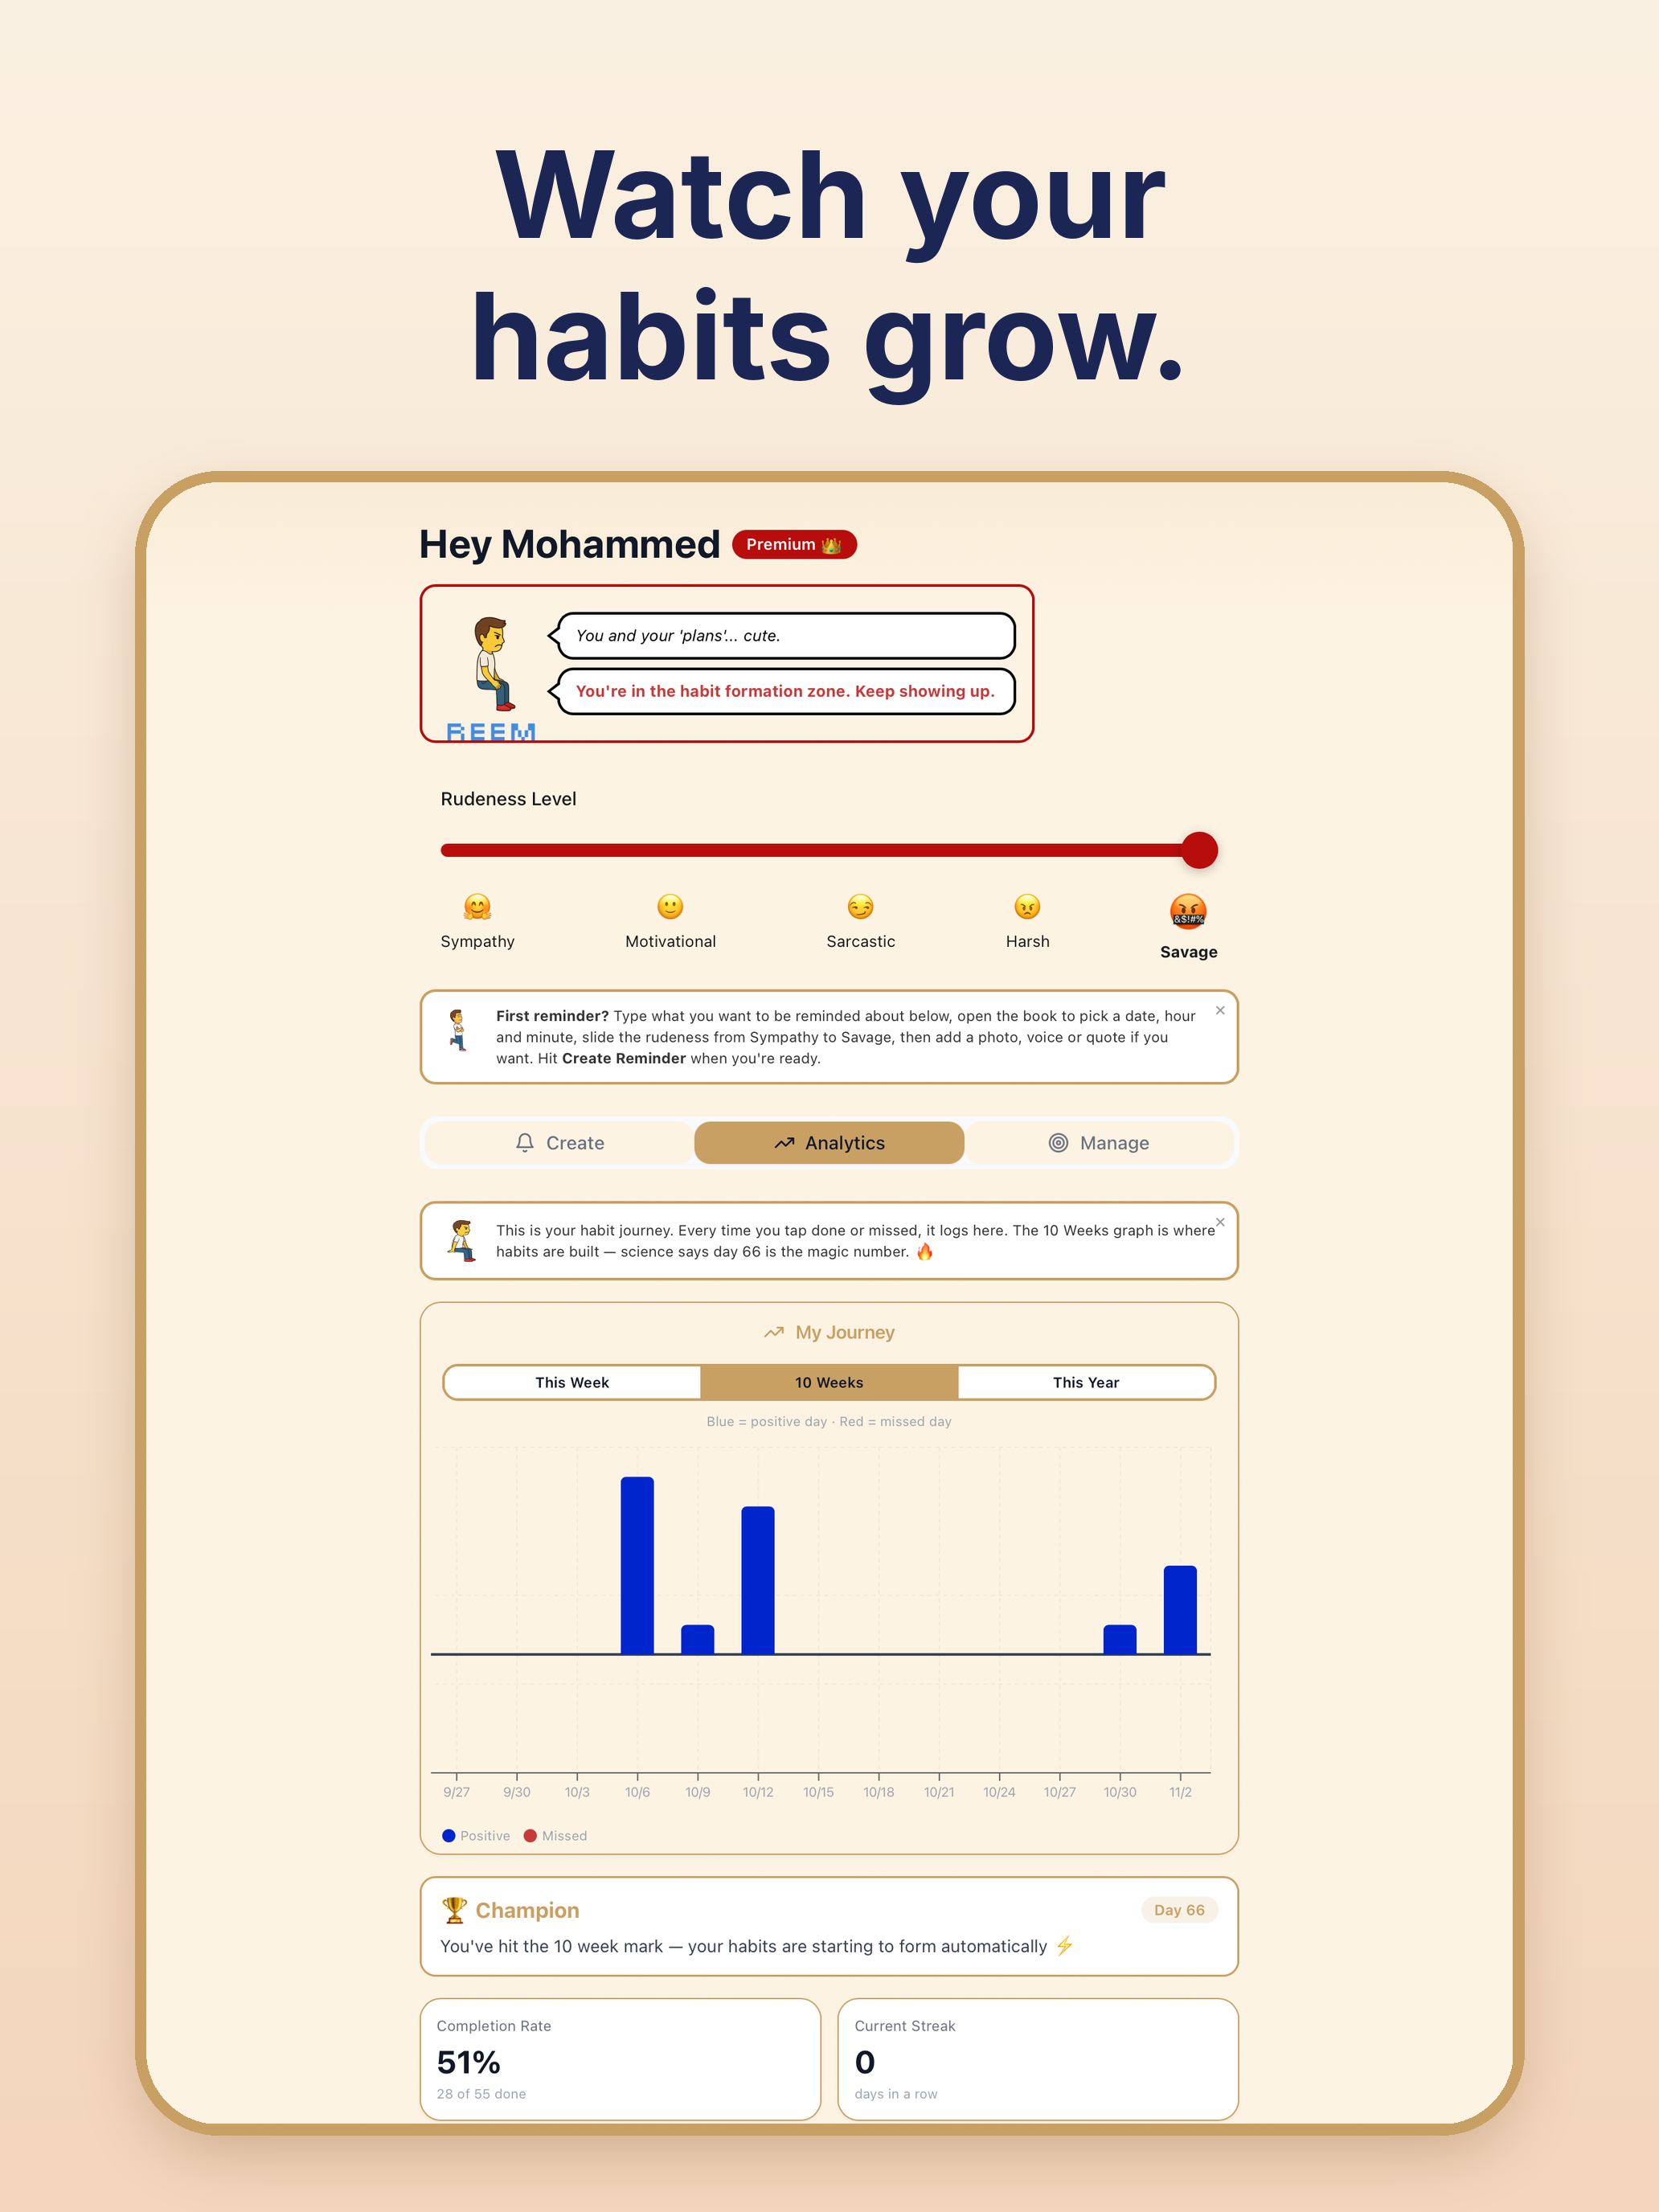 Watch your
habits grow.
Hey Mohammed
Premium 👑
You and your 'plans'... cute.
You're in the habit formation zone. Keep showing up.
REEM
Rudeness Level
Sympathy
Motivational
Sarcastic
Harsh
&$!#%
Savage
First reminder? Type what you want to be reminded about below, open the book to pick a date, hour
and minute, slide the rudeness from Sympathy to Savage, then add a photo, voice or quote if you
want. Hit Create Reminder when you're ready.
Create
Analytics
Manage
This is your habit journey. Every time you tap done or missed, it logs here. The 10 Weeks graph is where
habits are built — science says day 66 is the magic number. 🔥
My Journey
This Week
10 Weeks
This Year
Blue = positive day · Red = missed day
9/27
9/30
10/3
10/6
10/9
10/12
10/15
10/18
10/21
10/24
10/27
10/30
11/2
Positive
Missed
🏆 Champion
Day 66
You've hit the 10 week mark — your habits are starting to form automatically ⚡
Completion Rate
51%
28 of 55 done
Current Streak
0
days in a row